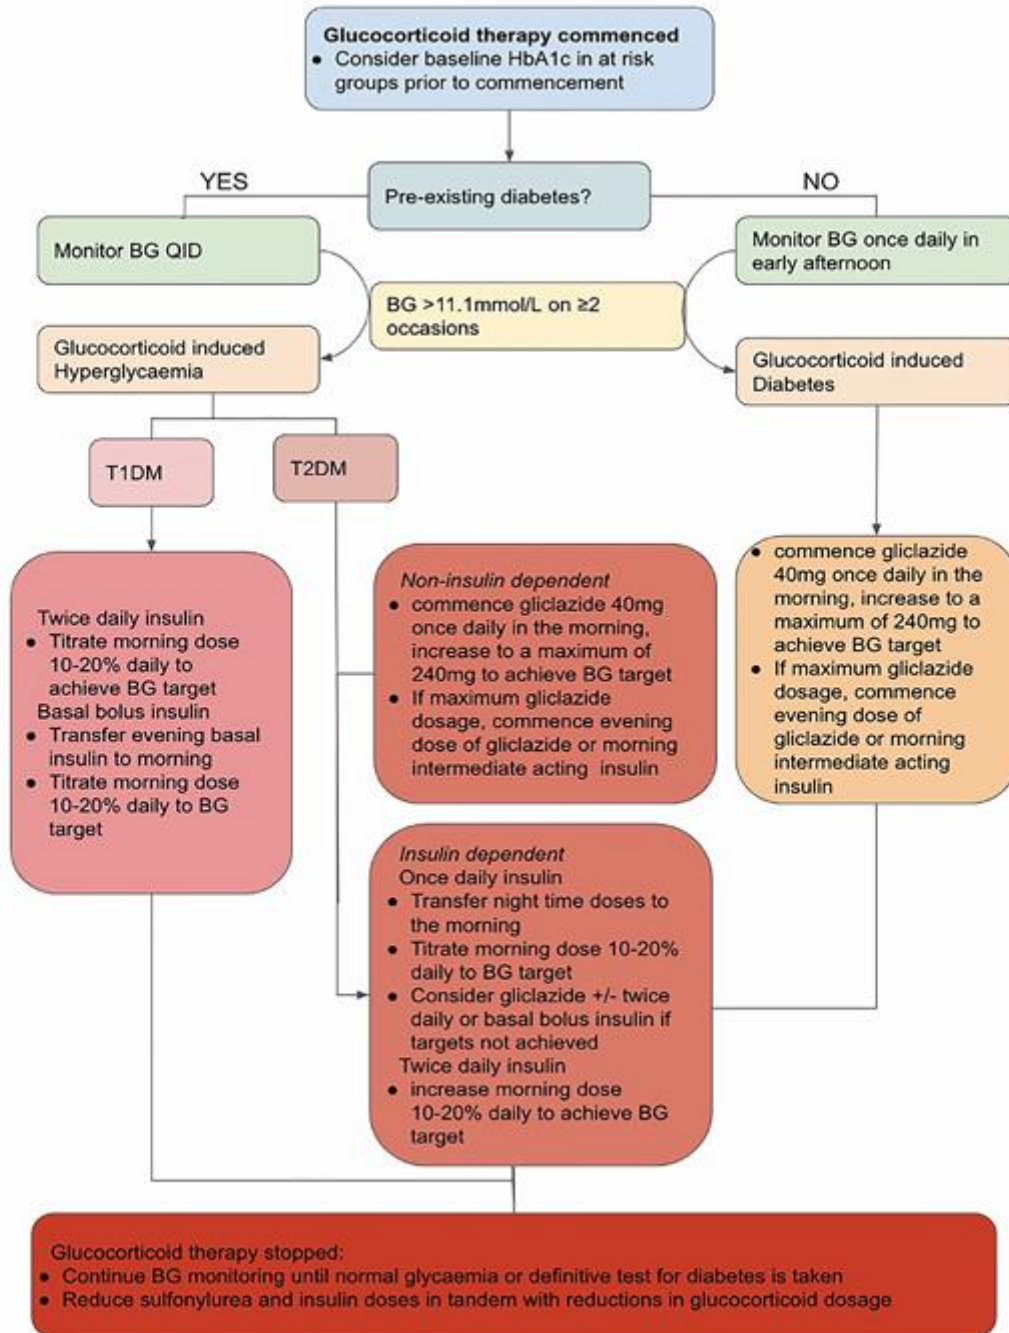 Glucocorticoid therapy commenced
● Consider baseline HbA1c in at risk
groups prior to commencement
YES
Pre-existing diabetes?
NO
Monitor BG QID
Monitor BG once daily in
early afternoon
BG >11.1mmol/L on ≥2
occasions
Glucocorticoid induced
Hyperglycaemia
Glucocorticoid induced
Diabetes
T1DM
T2DM
Twice daily insulin
● Titrate morning dose
10-20% daily to
achieve BG target
Basal bolus insulin
● Transfer evening basal
insulin to morning
● Titrate morning dose
10-20% daily to BG
target
Non-insulin dependent
● commence gliclazide 40mg
once daily in the morning,
increase to a maximum of
240mg to achieve BG target
● If maximum gliclazide
dosage, commence evening
dose of gliclazide or morning
intermediate acting insulin
● commence gliclazide
40mg once daily in the
morning, increase to a
maximum of 240mg to
achieve BG target
● If maximum gliclazide
dosage, commence
evening dose of
gliclazide or morning
intermediate acting
insulin
Insulin dependent
Once daily insulin
● Transfer night time doses to
the morning
● Titrate morning dose 10-20%
daily to BG target
● Consider gliclazide +/- twice
daily or basal bolus insulin if
targets not achieved
Twice daily insulin
● increase morning dose
10-20% daily to achieve BG
target
Glucocorticoid therapy stopped:
● Continue BG monitoring until normal glycaemia or definitive test for diabetes is taken
● Reduce sulfonylurea and insulin doses in tandem with reductions in glucocorticoid dosage